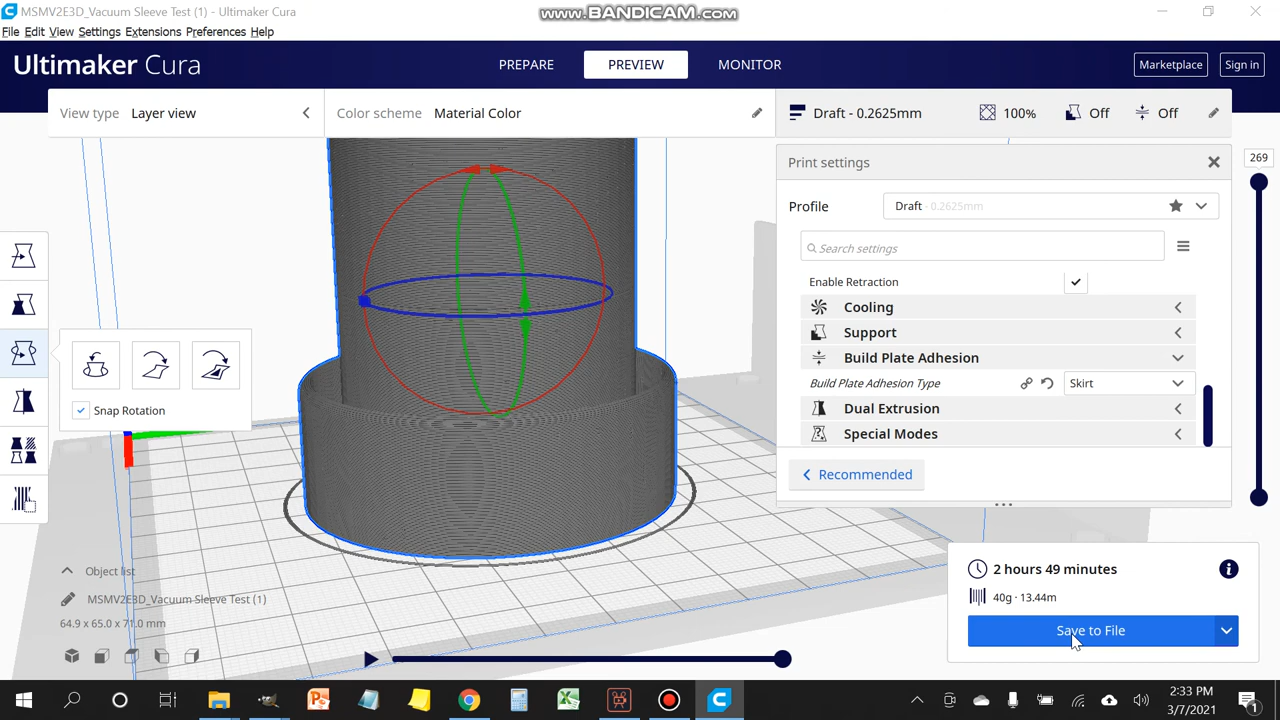 MSMV2E3D_Vacuum Sleeve Test (1) - Ultimaker Cura
www.BANDICAM.com
File Edit View Settings Extensions Preferences Help
Ultimaker Cura
PREPARE
PREVIEW
MONITOR
Marketplace
Sign in
View type Layer view
Color scheme Material Color
Draft - 0.2625mm
100%
Off
Off
Print settings
269
Profile
Draft - 0.2625mm
Search settings
Enable Retraction
Cooling
Support
Build Plate Adhesion
Build Plate Adhesion Type
Skirt
Dual Extrusion
Special Modes
Recommended
Snap Rotation
Object list
MSMV2E3D_Vacuum Sleeve Test (1)
64.9 x 65.0 x 71.0 mm
2 hours 49 minutes
40g · 13.44m
Save to File
2:33 PM
3/7/2021
1